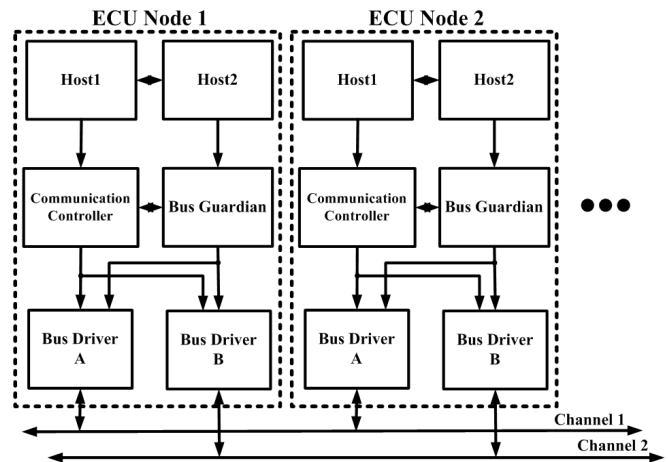 ECU Node 1
ECU Node 2
Host1
Host2
Host1
Host2
Communication
Controller
Bus Guardian
Communication
Controller
Bus Guardian
Bus Driver
A
Bus Driver
B
Bus Driver
A
Bus Driver
B
Channel 1
Channel 2